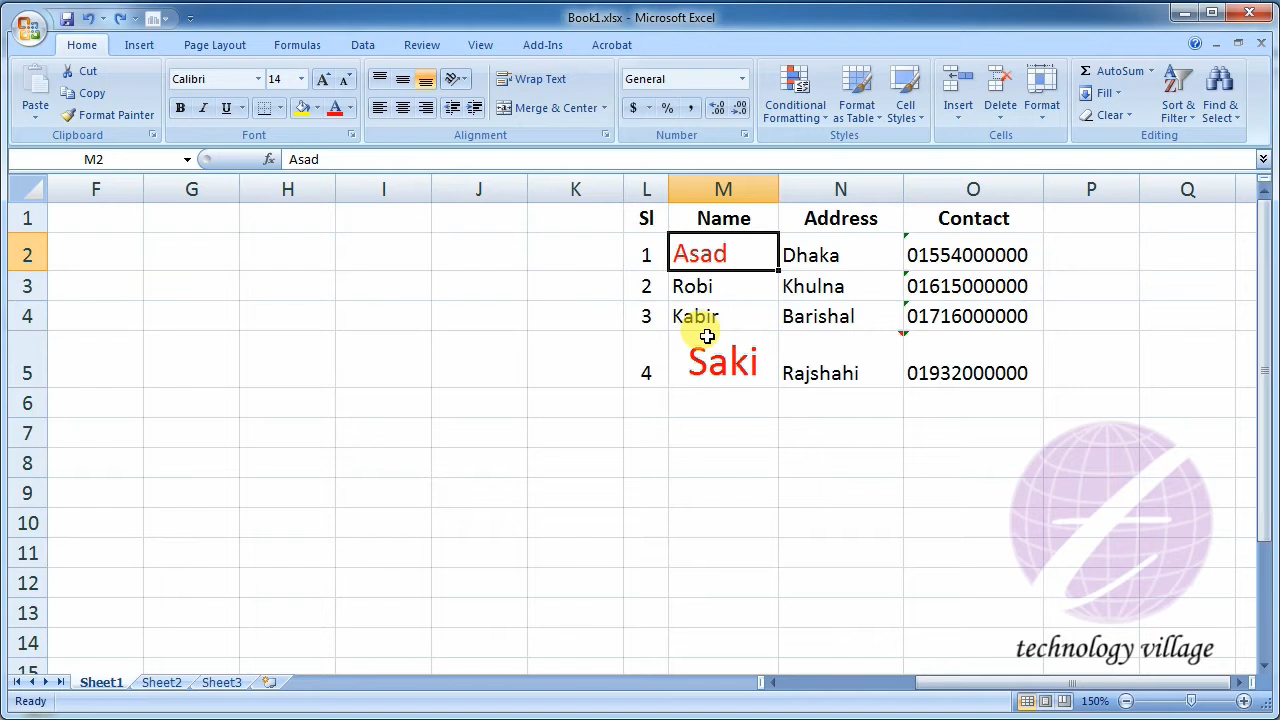 Book1.xlsx - Microsoft Excel
Home Insert Page Layout Formulas Data Review View Add-Ins Acrobat
Paste
Cut
Copy
Format Painter
Clipboard
Calibri 14
B I U
Font
Wrap Text
Merge & Center
Alignment
General
$ % ,
Number
Conditional Formatting
Format as Table
Cell Styles
Styles
Insert Delete Format
Cells
Σ AutoSum
Fill
Clear
Sort & Filter
Find & Select
Editing
M2 fx Asad
F G H I J K L M N O P Q
1 Sl Name Address Contact
2 1 Asad Dhaka 01554000000
3 2 Robi Khulna 01615000000
4 3 Kabir Barishal 01716000000
5 4 Saki Rajshahi 01932000000
6
7
8
9
10
11
12
13
14
15
technology village
Sheet1 Sheet2 Sheet3
Ready 150%